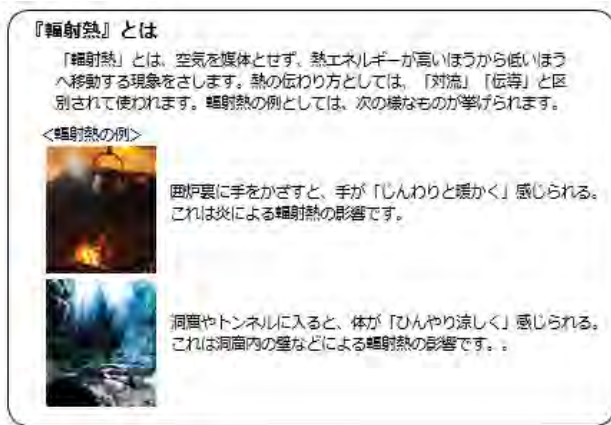 『輻射熱』とは
「輻射熱」とは、空気を媒体とせず、熱エネルギーが高いほうから低いほう
へ移動する現象をさします。熱の伝わり方としては、「対流」「伝導」と区
別されて使われます。輻射熱の例としては、次の様なものが挙げられます。
<輻射熱の例>
囲炉裏に手をかざすと、手が「じんわりと暖かく」感じられる。
これは炎による輻射熱の影響です。
洞窟やトンネルに入ると、体が「ひんやり涼しく」感じられる。
これは洞窟内の壁などによる輻射熱の影響です。.